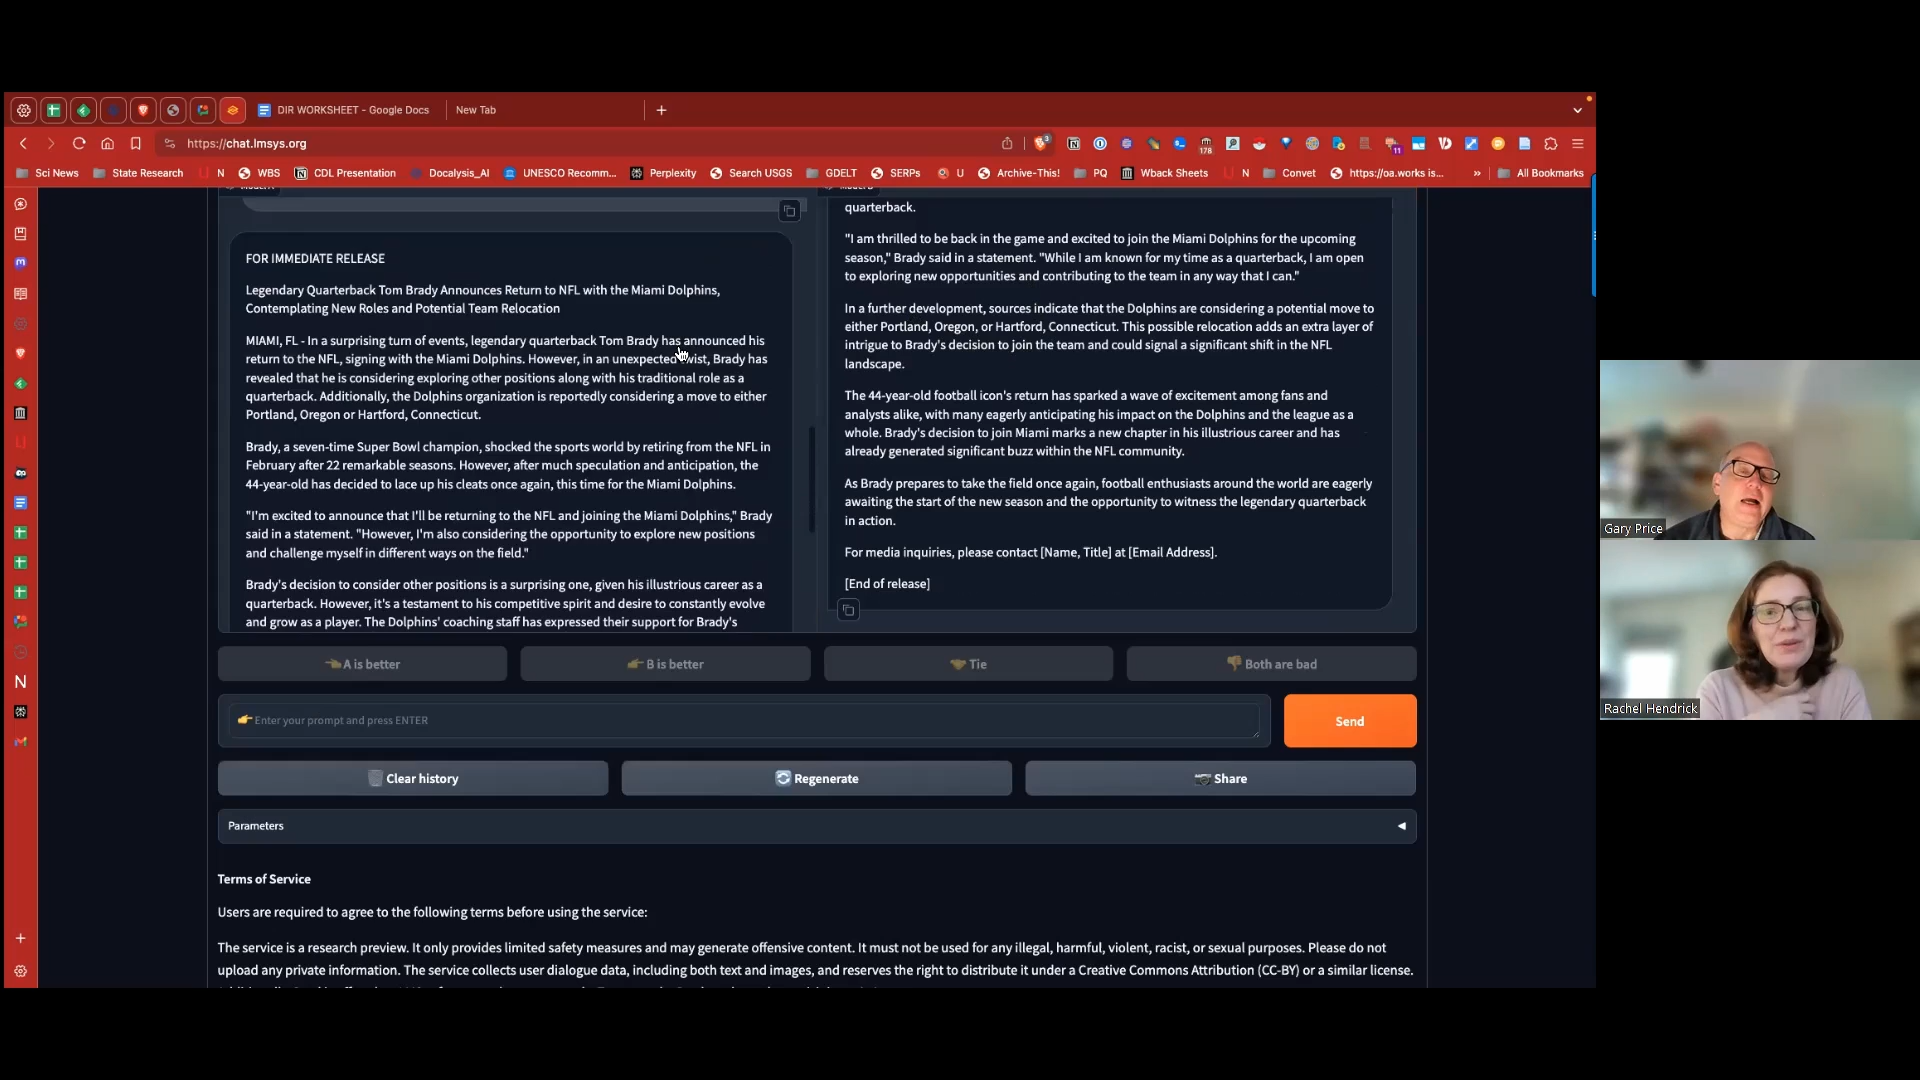 DIR WORKSHEET - Google Docs
New Tab
https://chat.lmsys.org
3
178
11
Sci News
State Research
N
WBS
CDL Presentation
Docalysis_AI
UNESCO Recomm...
Perplexity
Search USGS
GDELT
SERPs
U
Archive-This!
PQ
Wback Sheets
N
Convet
https://oa.works is...
»
All Bookmarks
FOR IMMEDIATE RELEASE
Legendary Quarterback Tom Brady Announces Return to NFL with the Miami Dolphins,
Contemplating New Roles and Potential Team Relocation
MIAMI, FL - In a surprising turn of events, legendary quarterback Tom Brady has announced his
return to the NFL, signing with the Miami Dolphins. However, in an unexpected twist, Brady has
revealed that he is considering exploring other positions along with his traditional role as a
quarterback. Additionally, the Dolphins organization is reportedly considering a move to either
Portland, Oregon or Hartford, Connecticut.
Brady, a seven-time Super Bowl champion, shocked the sports world by retiring from the NFL in
February after 22 remarkable seasons. However, after much speculation and anticipation, the
44-year-old has decided to lace up his cleats once again, this time for the Miami Dolphins.
"I'm excited to announce that I'll be returning to the NFL and joining the Miami Dolphins," Brady
said in a statement. "However, I'm also considering the opportunity to explore new positions
and challenge myself in different ways on the field."
Brady's decision to consider other positions is a surprising one, given his illustrious career as a
quarterback. However, it's a testament to his competitive spirit and desire to constantly evolve
and grow as a player. The Dolphins' coaching staff has expressed their support for Brady's
quarterback.
"I am thrilled to be back in the game and excited to join the Miami Dolphins for the upcoming
season," Brady said in a statement. "While I am known for my time as a quarterback, I am open
to exploring new opportunities and contributing to the team in any way that I can."
In a further development, sources indicate that the Dolphins are considering a potential move to
either Portland, Oregon, or Hartford, Connecticut. This possible relocation adds an extra layer of
intrigue to Brady's decision to join the team and could signal a significant shift in the NFL
landscape.
The 44-year-old football icon's return has sparked a wave of excitement among fans and
analysts alike, with many eagerly anticipating his impact on the Dolphins and the league as a
whole. Brady's decision to join Miami marks a new chapter in his illustrious career and has
already generated significant buzz within the NFL community.
As Brady prepares to take the field once again, football enthusiasts around the world are eagerly
awaiting the start of the new season and the opportunity to witness the legendary quarterback
in action.
For media inquiries, please contact [Name, Title] at [Email Address].
[End of release]
A is better
B is better
Tie
Both are bad
Enter your prompt and press ENTER
Send
Clear history
Regenerate
Share
Parameters
Terms of Service
Users are required to agree to the following terms before using the service:
The service is a research preview. It only provides limited safety measures and may generate offensive content. It must not be used for any illegal, harmful, violent, racist, or sexual purposes. Please do not
upload any private information. The service collects user dialogue data, including both text and images, and reserves the right to distribute it under a Creative Commons Attribution (CC-BY) or a similar license.
Gary Price
Rachel Hendrick